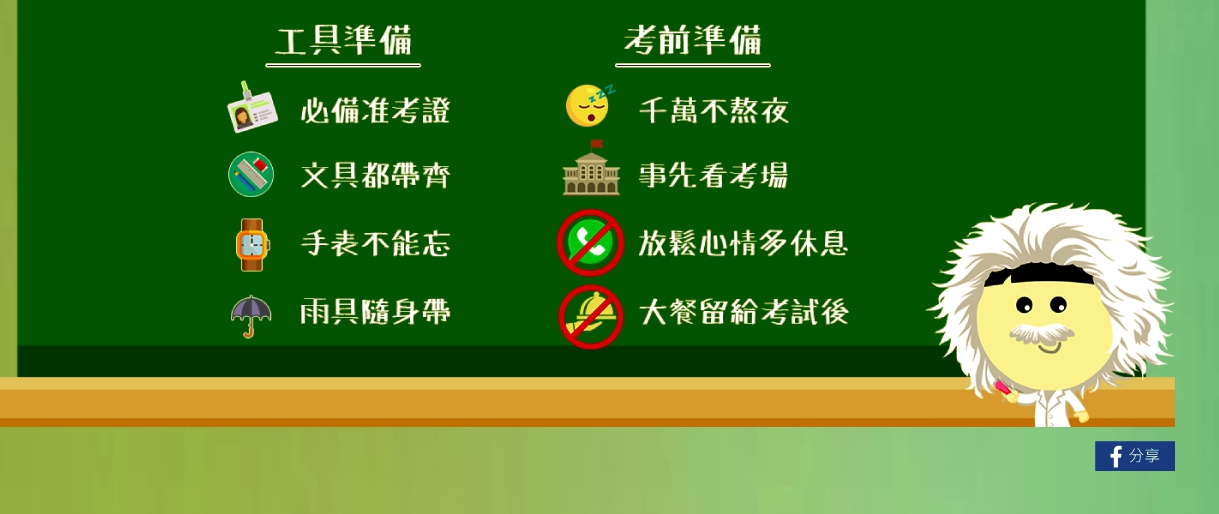 工具準備
必備准考證
文具都帶齊
手表不能忘
雨具隨身帶
考前準備
千萬不熬夜
事先看考場
放鬆心情多休息
大餐留給考試後
分享